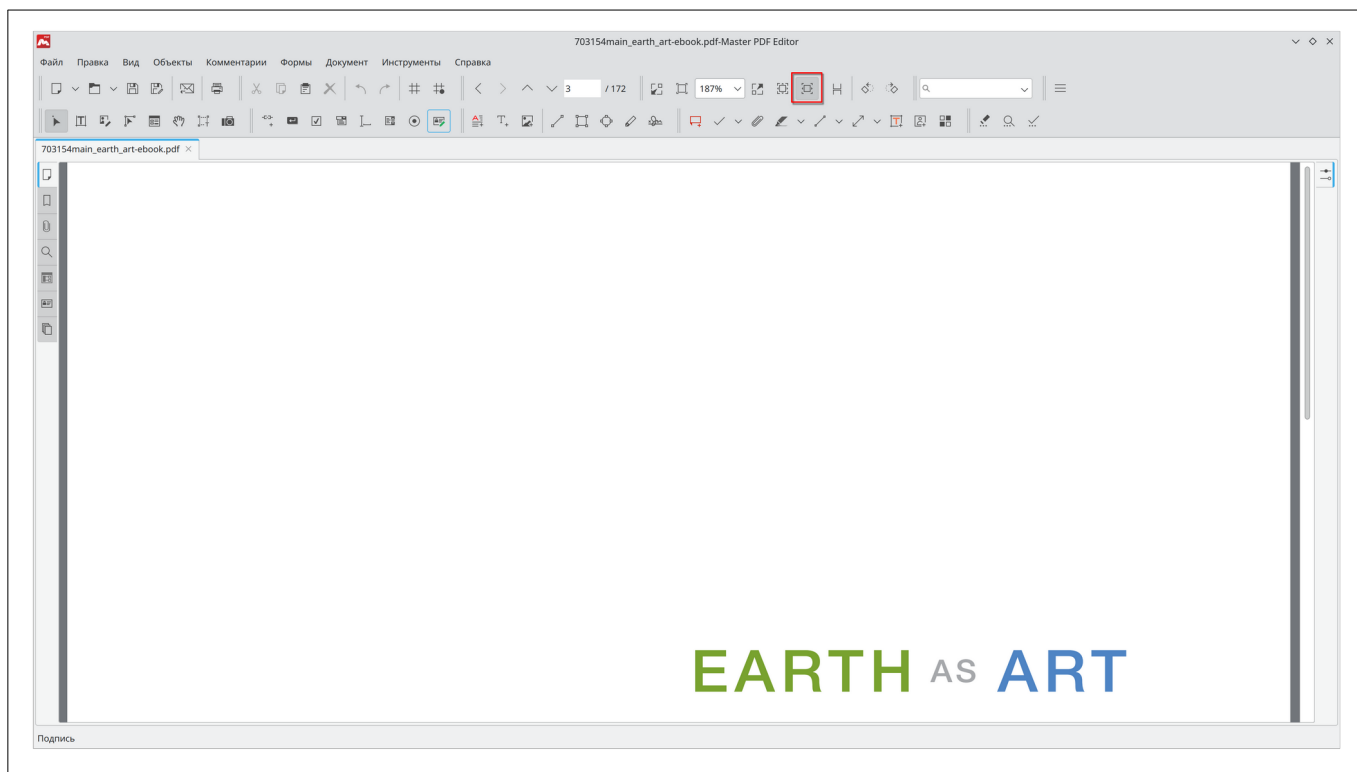 703154main_earth_art-ebook.pdf-Master PDF Editor
Файл Правка Вид Объекты Комментарии Формы Документ Инструменты Справка
3 / 172 187%
703154main_earth_art-ebook.pdf
EARTH AS ART
Подпись